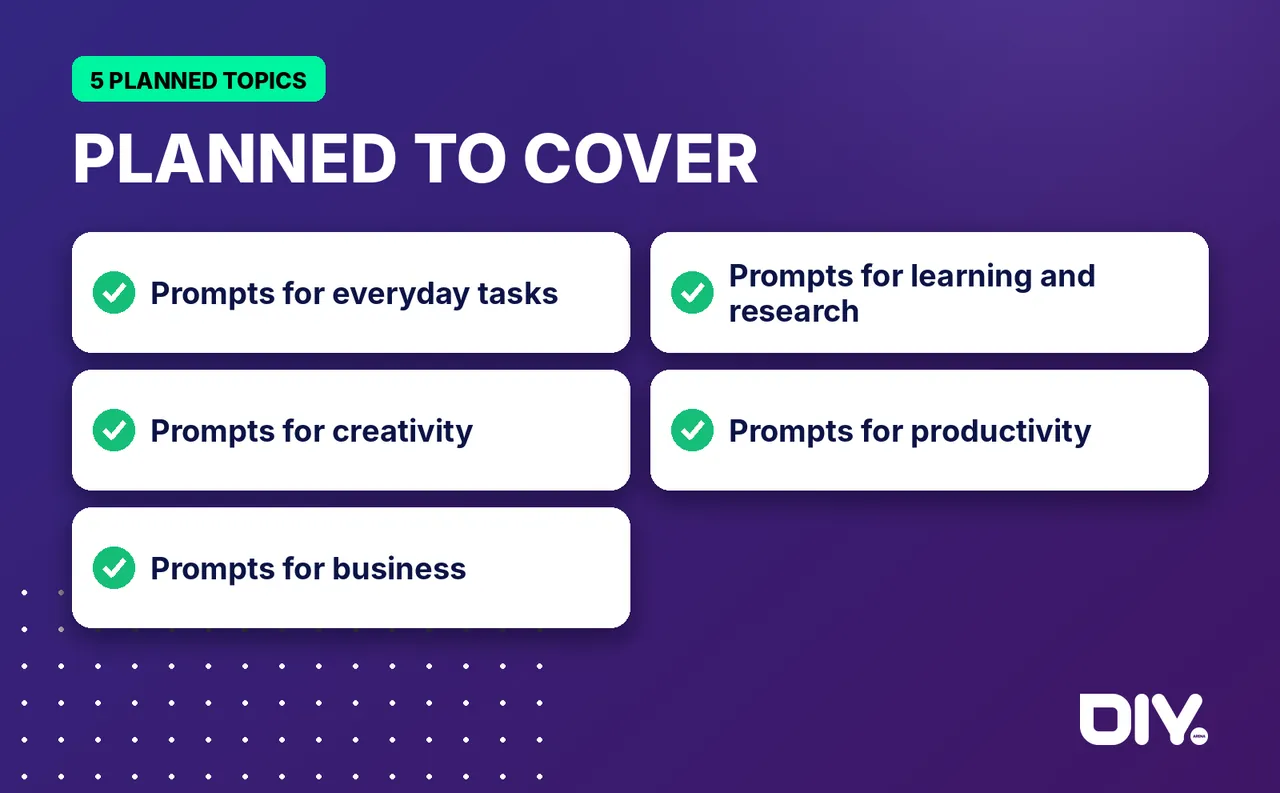 5 PLANNED TOPICS
PLANNED TO COVER
Prompts for everyday tasks
Prompts for learning and
research
Prompts for creativity
Prompts for productivity
Prompts for business
DIY.
ARENA